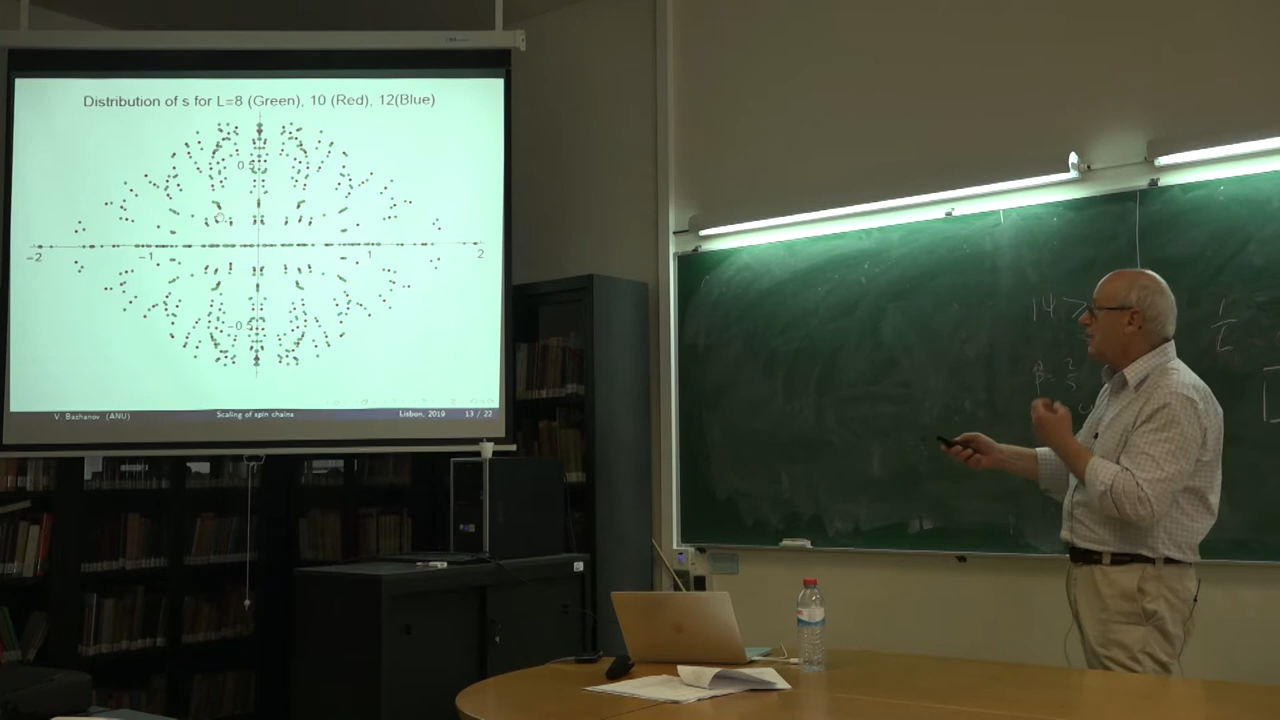 Distribution of s for L=8 (Green), 10 (Red), 12(Blue)
0.5
−2 −1 1 2
−0.5
V. Bazhanov (ANU) Scaling of spin chains Lisbon, 2019 13 / 22